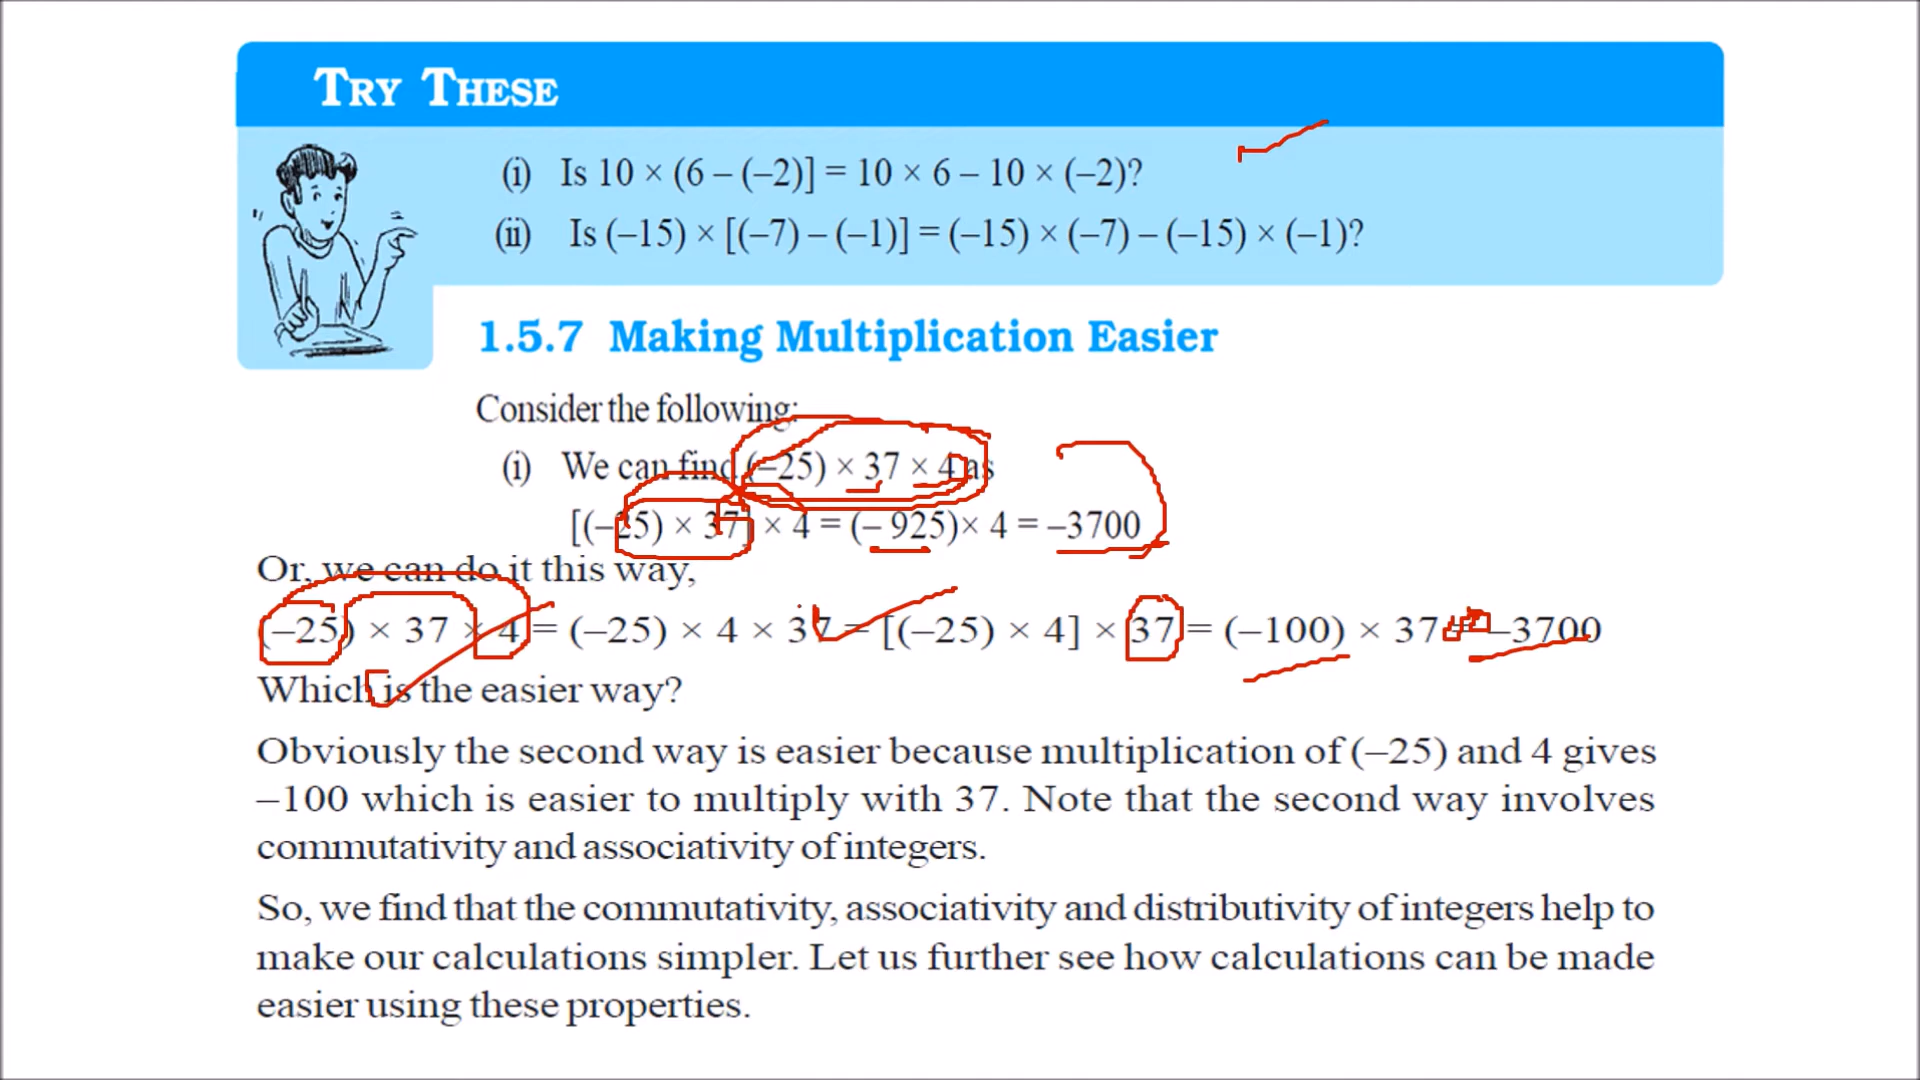 TRY THESE
(i) Is 10 × (6 – (–2)] = 10 × 6 – 10 × (–2)?
(ii) Is (–15) × [(–7) – (–1)] = (–15) × (–7) – (–15) × (–1)?
1.5.7 Making Multiplication Easier
Consider the following:
(i) We can find (–25) × 37 × 4 as
[(–25) × 37] × 4 = (– 925)× 4 = –3700
Or, we can do it this way,
(–25) × 37 × 4 = (–25) × 4 × 37 = [(–25) × 4] × 37 = (–100) × 37 = –3700
Which is the easier way?
Obviously the second way is easier because multiplication of (–25) and 4 gives
–100 which is easier to multiply with 37. Note that the second way involves
commutativity and associativity of integers.
So, we find that the commutativity, associativity and distributivity of integers help to
make our calculations simpler. Let us further see how calculations can be made
easier using these properties.